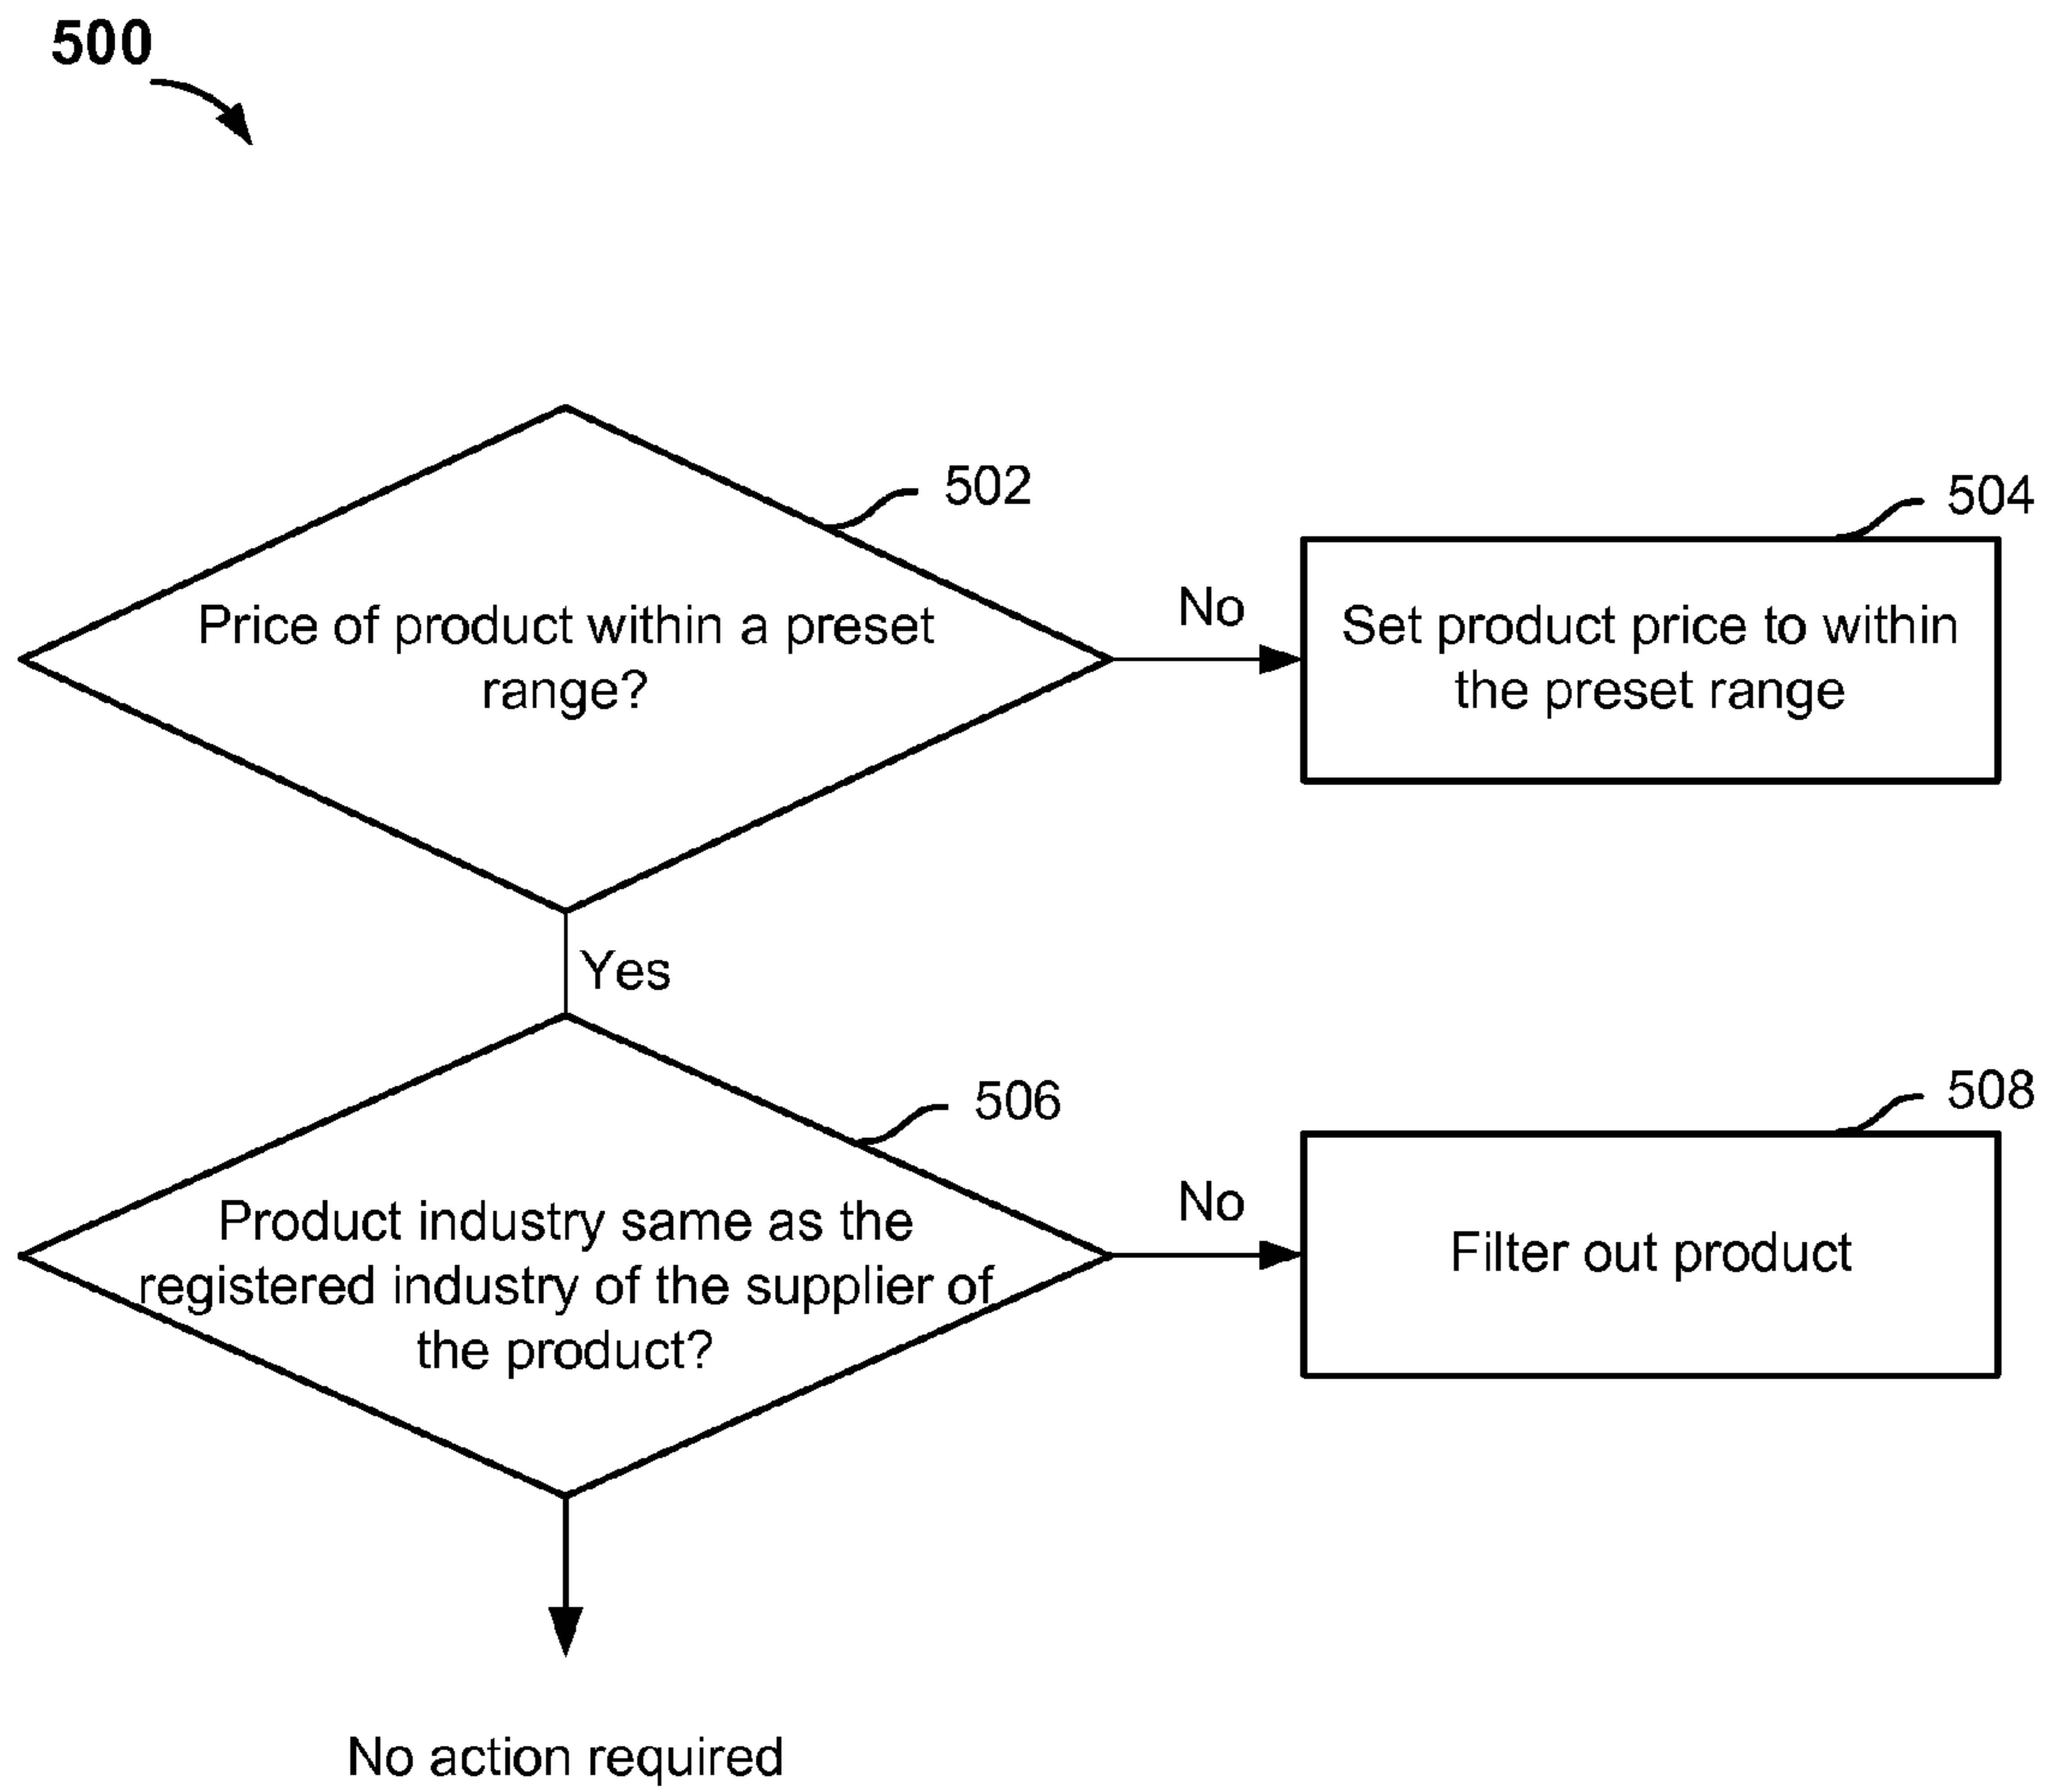 500
502
504
Price of product within a preset
range?
No
Set product price to within
the preset range
Yes
506
508
Product industry same as the
registered industry of the supplier of
the product?
No
Filter out product
No action required